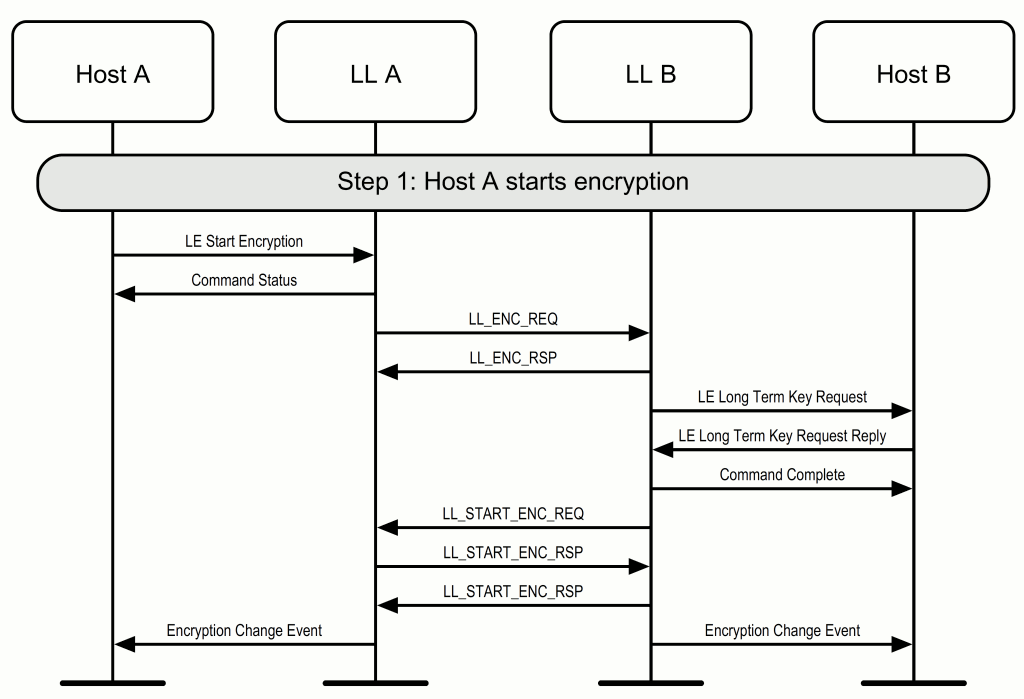 Host A
LL A
LL B
Host B
Step 1: Host A starts encryption
LE Start Encryption
Command Status
LL_ENC_REQ
LL_ENC_RSP
LE Long Term Key Request
LE Long Term Key Request Reply
Command Complete
LL_START_ENC_REQ
LL_START_ENC_RSP
LL_START_ENC_RSP
Encryption Change Event
Encryption Change Event